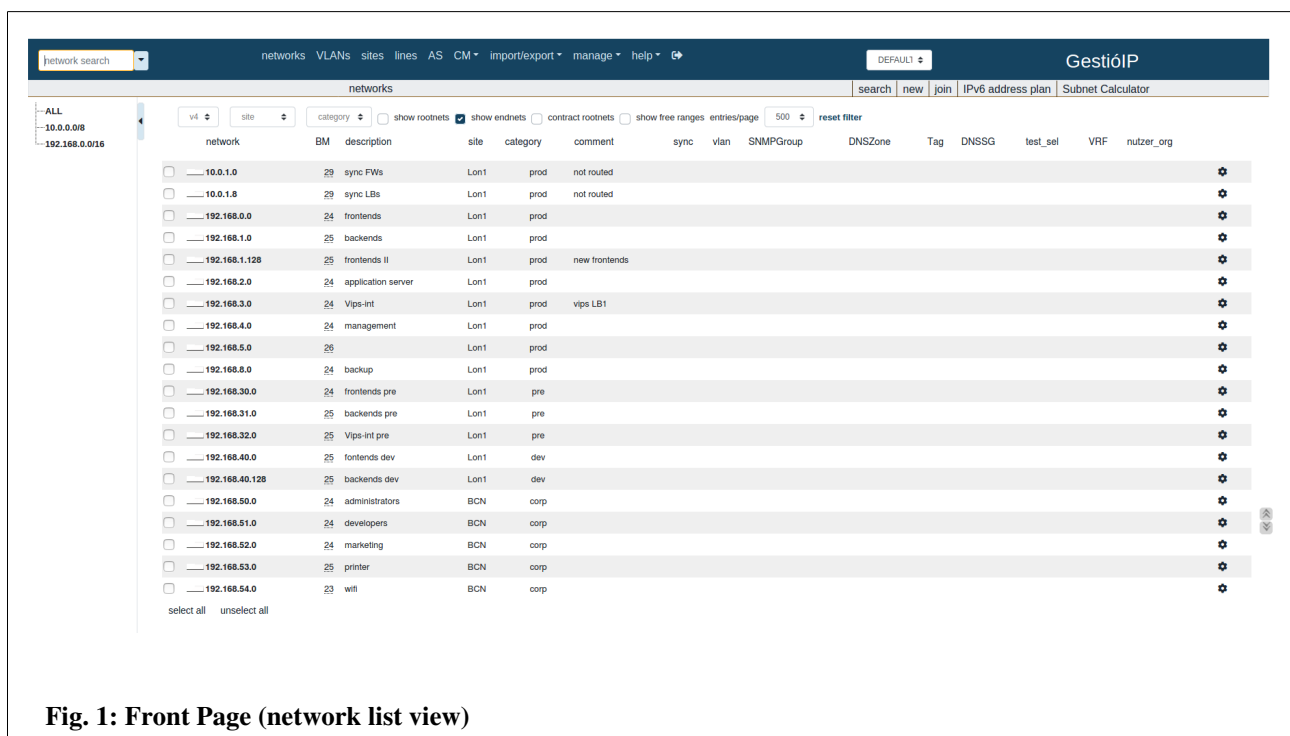 network search networks VLANs sites lines AS CM import/export manage help DEFAULT GestióIP
networks search new join IPv6 address plan Subnet Calculator
ALL
10.0.0.0/8
192.168.0.0/16
v4 site category show rootnets show endnets contract rootnets show free ranges entries/page 500 reset filter
network BM description site category comment sync vlan SNMPGroup DNSZone Tag DNSSG test_sel VRF nutzer_org
10.0.1.0 29 sync FWs Lon1 prod not routed
10.0.1.8 29 sync LBs Lon1 prod not routed
192.168.0.0 24 frontends Lon1 prod
192.168.1.0 25 backends Lon1 prod
192.168.1.128 25 frontends II Lon1 prod new frontends
192.168.2.0 24 application server Lon1 prod
192.168.3.0 24 Vips-int Lon1 prod vips LB1
192.168.4.0 24 management Lon1 prod
192.168.5.0 26 Lon1 prod
192.168.8.0 24 backup Lon1 prod
192.168.30.0 24 frontends pre Lon1 pre
192.168.31.0 25 backends pre Lon1 pre
192.168.32.0 25 Vips-int pre Lon1 pre
192.168.40.0 25 fontends dev Lon1 dev
192.168.40.128 25 backends dev Lon1 dev
192.168.50.0 24 administrators BCN corp
192.168.51.0 24 developers BCN corp
192.168.52.0 24 marketing BCN corp
192.168.53.0 25 printer BCN corp
192.168.54.0 23 wifi BCN corp
select all unselect all
Fig. 1: Front Page (network list view)